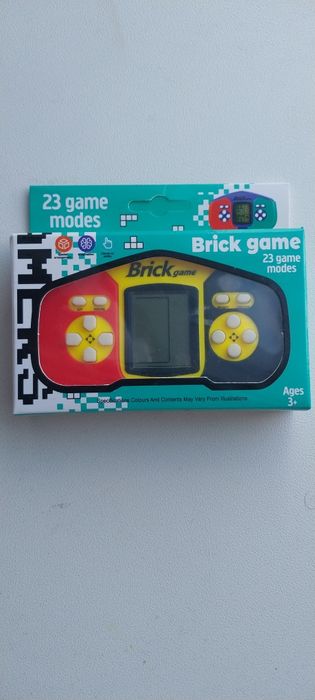 23 game
modes
Brick game
23 game
modes
Brick game
Colours And Contents May Vary From Illustrations
Ages
3+